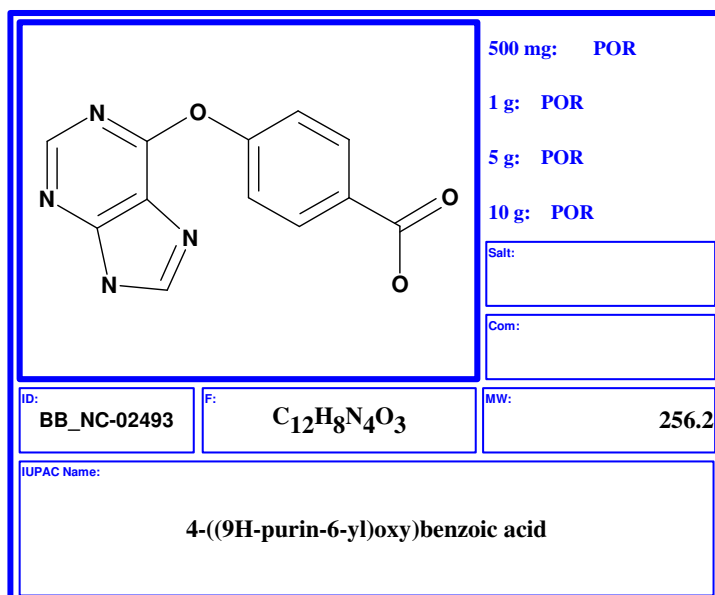 500 mg: POR
1 g: POR
5 g: POR
10 g: POR
N
O
N
N
N
O
O
Salt:
Com:
ID:
BB_NC-02493
F:
C12H8N4O3
MW:
256.2
IUPAC Name:
4-((9H-purin-6-yl)oxy)benzoic acid